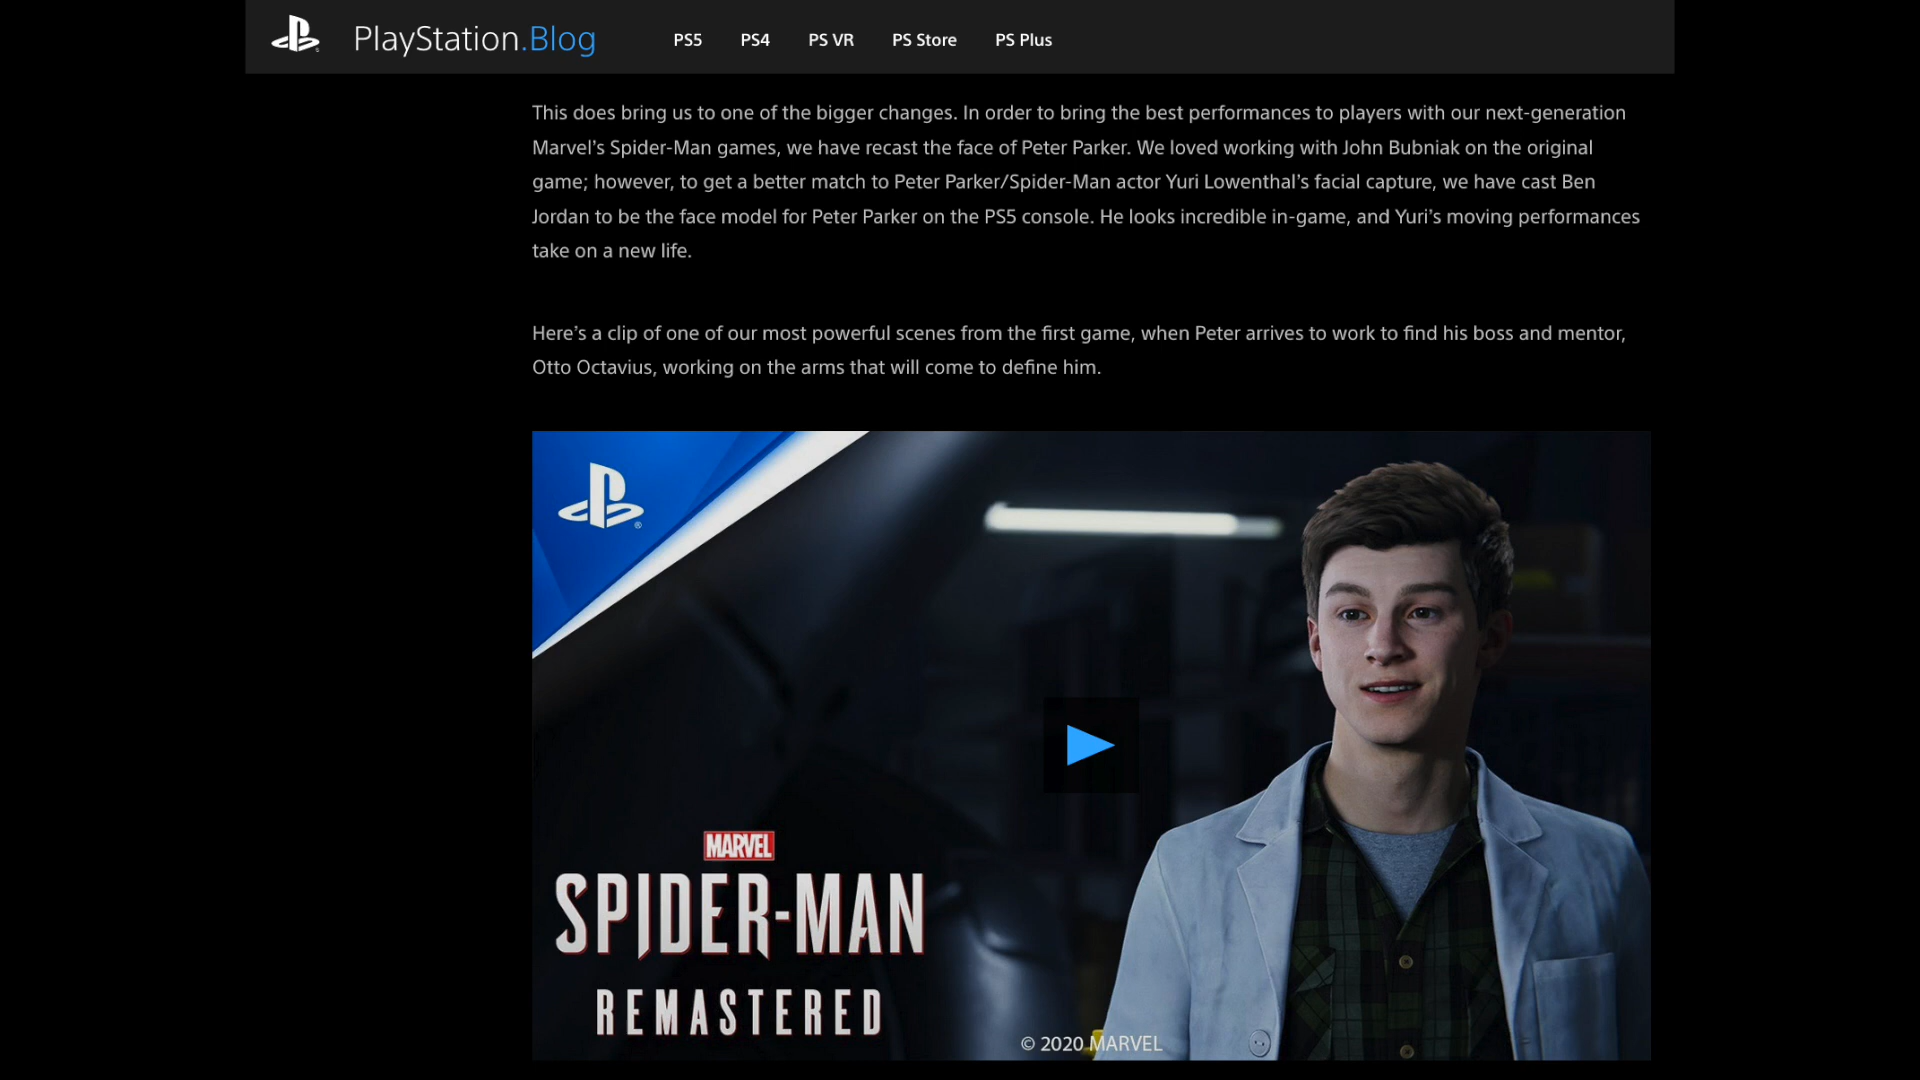 PlayStation.Blog PS5 PS4 PS VR PS Store PS Plus
This does bring us to one of the bigger changes. In order to bring the best performances to players with our next-generation
Marvel’s Spider-Man games, we have recast the face of Peter Parker. We loved working with John Bubniak on the original
game; however, to get a better match to Peter Parker/Spider-Man actor Yuri Lowenthal’s facial capture, we have cast Ben
Jordan to be the face model for Peter Parker on the PS5 console. He looks incredible in-game, and Yuri’s moving performances
take on a new life.
Here’s a clip of one of our most powerful scenes from the first game, when Peter arrives to work to find his boss and mentor,
Otto Octavius, working on the arms that will come to define him.
MARVEL
SPIDER-MAN
REMASTERED
© 2020 MARVEL